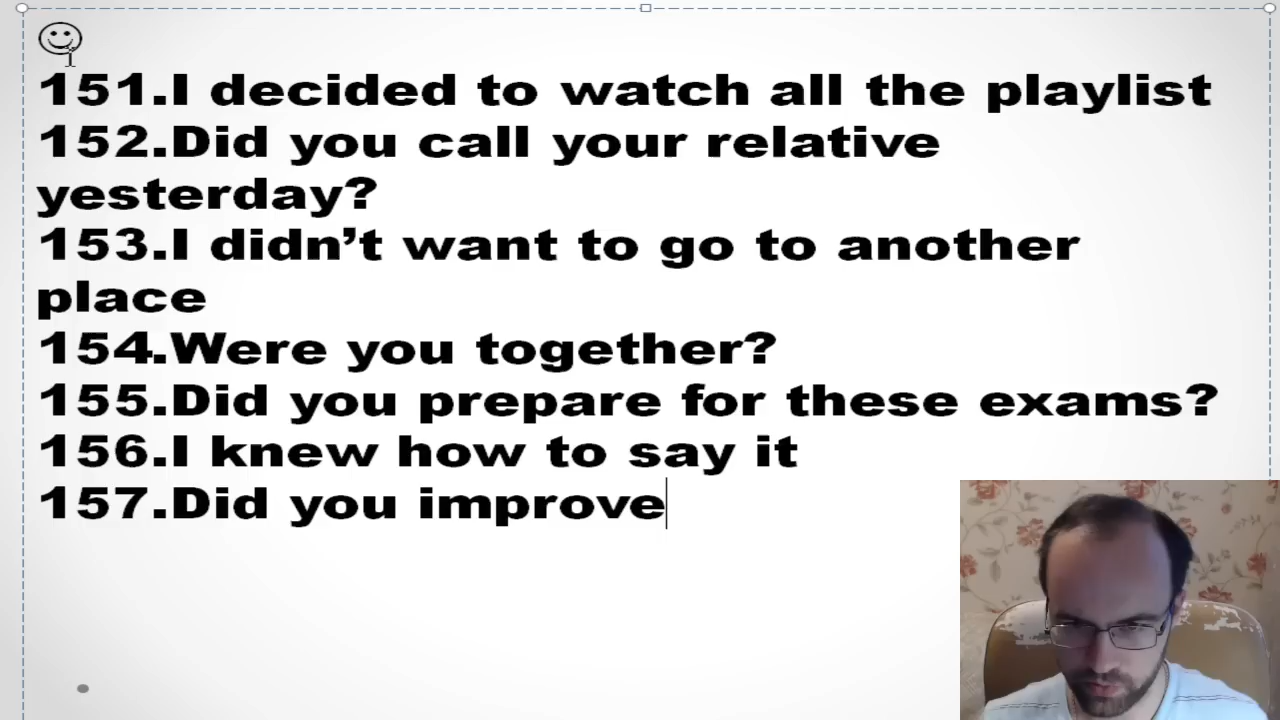 151.I decided to watch all the playlist
152.Did you call your relative
yesterday?
153.I didn’t want to go to another
place
154.Were you together?
155.Did you prepare for these exams?
156.I knew how to say it
157.Did you improve